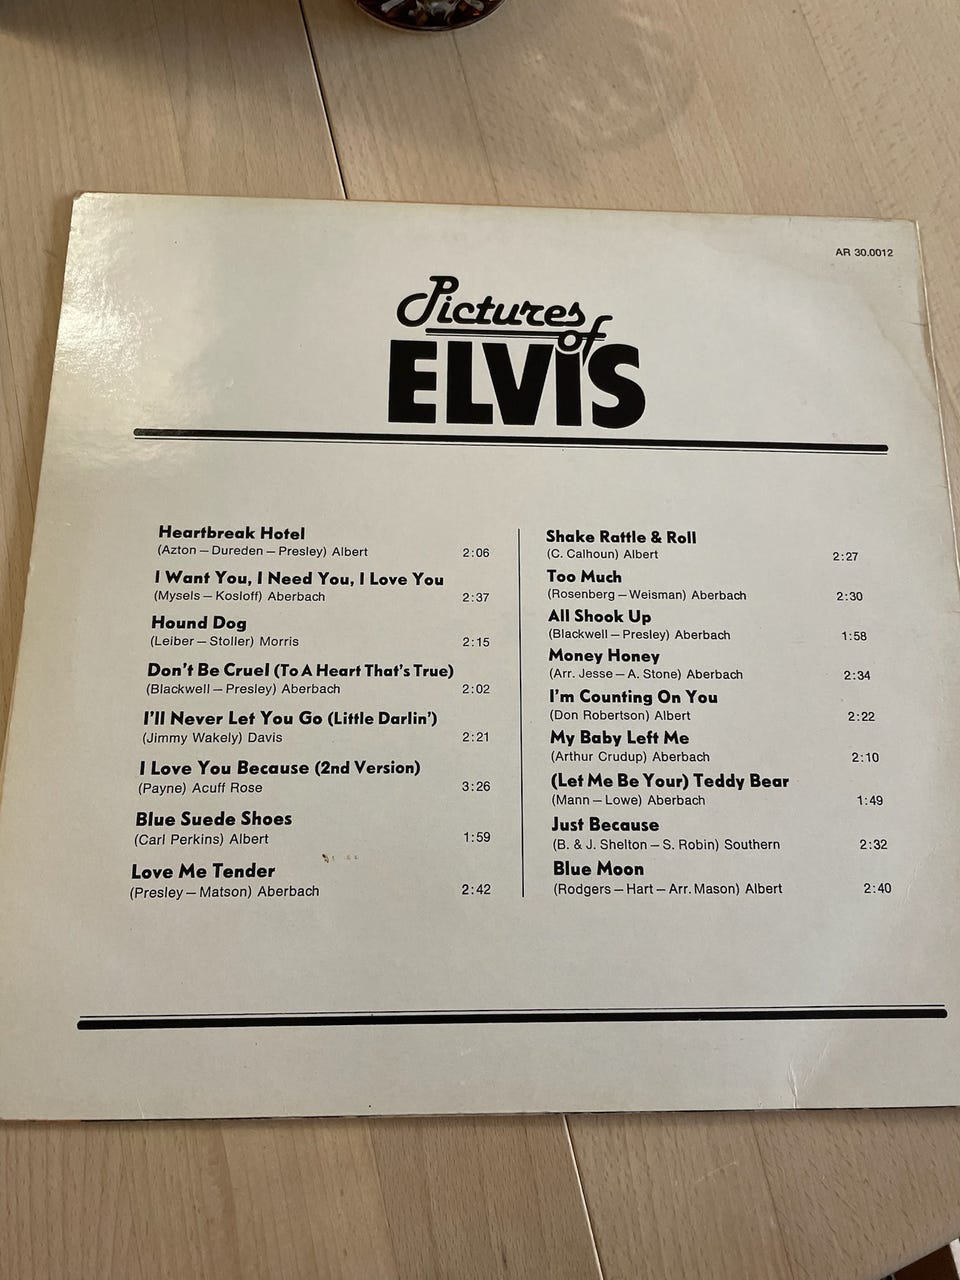 AR 30.0012
Pictures
of
ELVIS
Heartbreak Hotel
(Azton – Dureden – Presley) Albert 2:06
I Want You, I Need You, I Love You
(Mysels – Kosloff) Aberbach 2:37
Hound Dog
(Leiber – Stoller) Morris 2:15
Don't Be Cruel (To A Heart That's True)
(Blackwell – Presley) Aberbach 2:02
I'll Never Let You Go (Little Darlin')
(Jimmy Wakely) Davis 2:21
I Love You Because (2nd Version)
(Payne) Acuff Rose 3:26
Blue Suede Shoes
(Carl Perkins) Albert 1:59
Love Me Tender
(Presley – Matson) Aberbach 2:42
Shake Rattle & Roll
(C. Calhoun) Albert 2:27
Too Much
(Rosenberg – Weisman) Aberbach 2:30
All Shook Up
(Blackwell – Presley) Aberbach 1:58
Money Honey
(Arr. Jesse – A. Stone) Aberbach 2:34
I'm Counting On You
(Don Robertson) Albert 2:22
My Baby Left Me
(Arthur Crudup) Aberbach 2:10
(Let Me Be Your) Teddy Bear
(Mann – Lowe) Aberbach 1:49
Just Because
(B. & J. Shelton – S. Robin) Southern 2:32
Blue Moon
(Rodgers – Hart – Arr. Mason) Albert 2:40